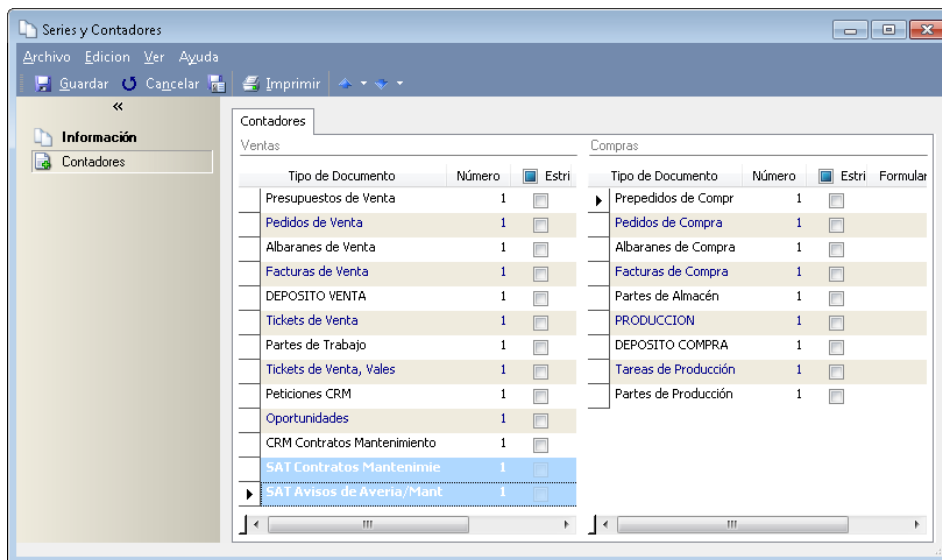 Series y Contadores
Archivo Edicion Ver Ayuda
Guardar Cancelar Imprimir
«
Información
Contadores
Contadores
Ventas
Tipo de Documento Número Estri
Presupuestos de Venta 1
Pedidos de Venta 1
Albaranes de Venta 1
Facturas de Venta 1
DEPOSITO VENTA 1
Tickets de Venta 1
Partes de Trabajo 1
Tickets de Venta, Vales 1
Peticiones CRM 1
Oportunidades 1
CRM Contratos Mantenimiento 1
SAT Contratos Mantenimie 1
SAT Avisos de Averia/Mant 1
Compras
Tipo de Documento Número Estri Formular
Prepedidos de Compr 1
Pedidos de Compra 1
Albaranes de Compra 1
Facturas de Compra 1
Partes de Almacén 1
PRODUCCION 1
DEPOSITO COMPRA 1
Tareas de Producción 1
Partes de Producción 1